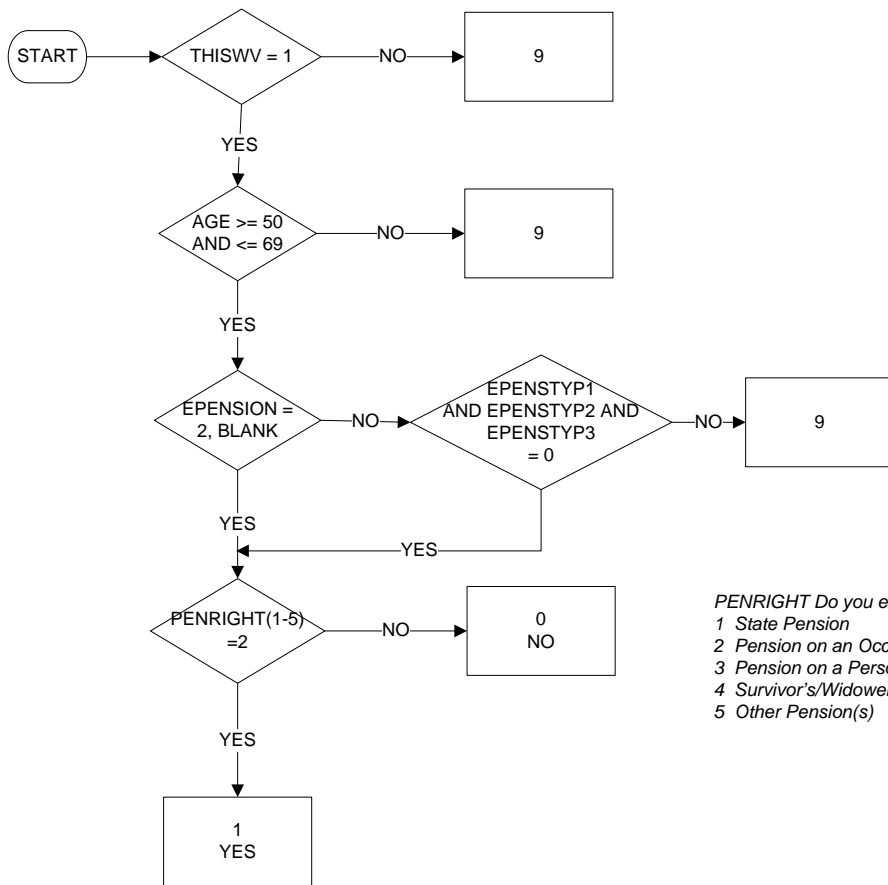 START
THISWV = 1
NO
9
YES
AGE >= 50
AND <= 69
NO
9
YES
EPENSION =
2, BLANK
NO
EPENSTYP1
AND EPENSTYP2 AND
EPENSTYP3
= 0
NO
9
YES
YES
PENRIGHT(1-5)
=2
NO
0
NO
PENRIGHT Do you e
1 State Pension
2 Pension on an Occ
3 Pension on a Perso
4 Survivor's/Widower
5 Other Pension(s)
YES
1
YES